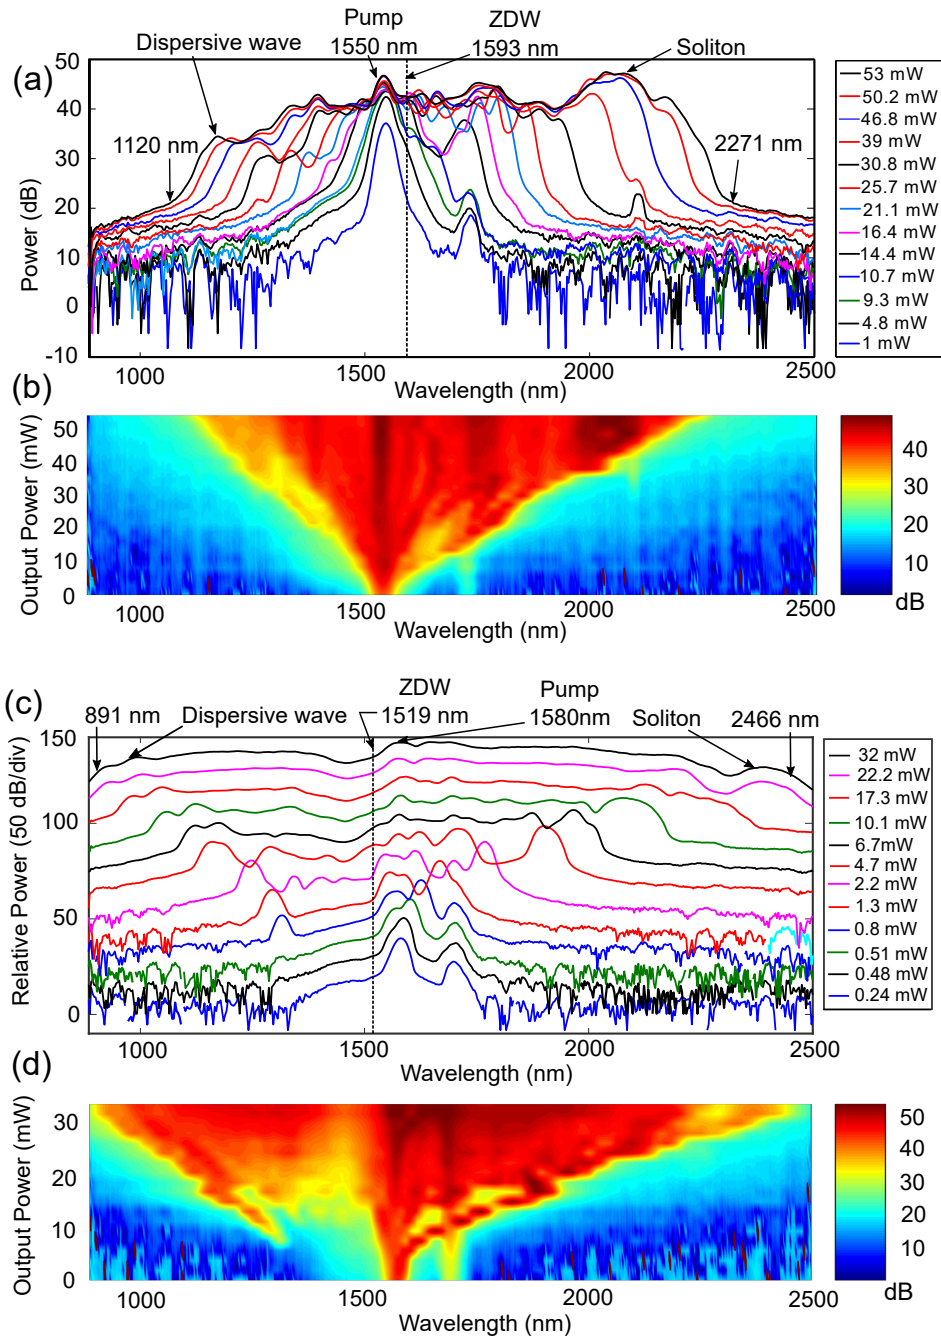 (a)
Pump
1550 nm
ZDW
1593 nm
Dispersive wave
Soliton
1120 nm
2271 nm
Power (dB)
50
40
30
20
10
0
-10
1000
1500
2000
2500
Wavelength (nm)
53 mW
50.2 mW
46.8 mW
39 mW
30.8 mW
25.7 mW
21.1 mW
16.4 mW
14.4 mW
10.7 mW
9.3 mW
4.8 mW
1 mW
(b)
Output Power (mW)
50
40
30
20
10
0
1000
1500
2000
2500
Wavelength (nm)
40
30
20
10
dB
(c)
891 nm
Dispersive wave
ZDW
1519 nm
Pump
1580nm
Soliton
2466 nm
Relative Power (50 dB/div)
150
100
50
0
1000
1500
2000
2500
Wavelength (nm)
32 mW
22.2 mW
17.3 mW
10.1 mW
6.7mW
4.7 mW
2.2 mW
1.3 mW
0.8 mW
0.51 mW
0.48 mW
0.24 mW
(d)
Output Power (mW)
30
20
10
0
1000
1500
2000
2500
Wavelength (nm)
50
40
30
20
10
dB